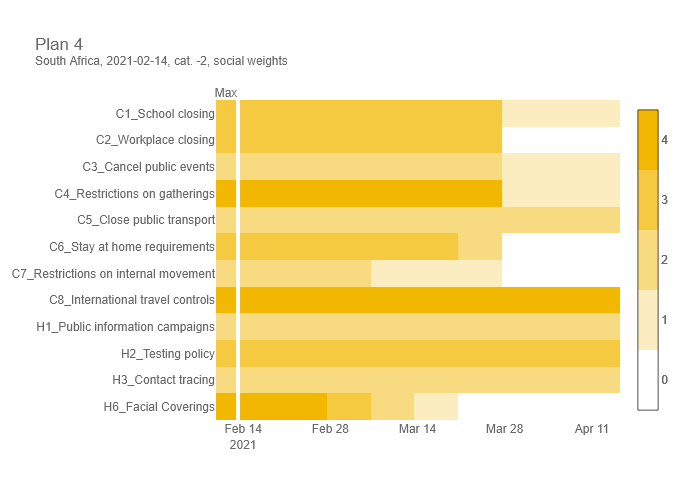 Plan 4
South Africa, 2021-02-14, cat. -2, social weights
Max
C1_School closing
C2_Workplace closing
C3_Cancel public events
C4_Restrictions on gatherings
C5_Close public transport
C6_Stay at home requirements
C7_Restrictions on internal movement
C8_International travel controls
H1_Public information campaigns
H2_Testing policy
H3_Contact tracing
H6_Facial Coverings
Feb 14 Feb 28 Mar 14 Mar 28 Apr 11
2021
4
3
2
1
0